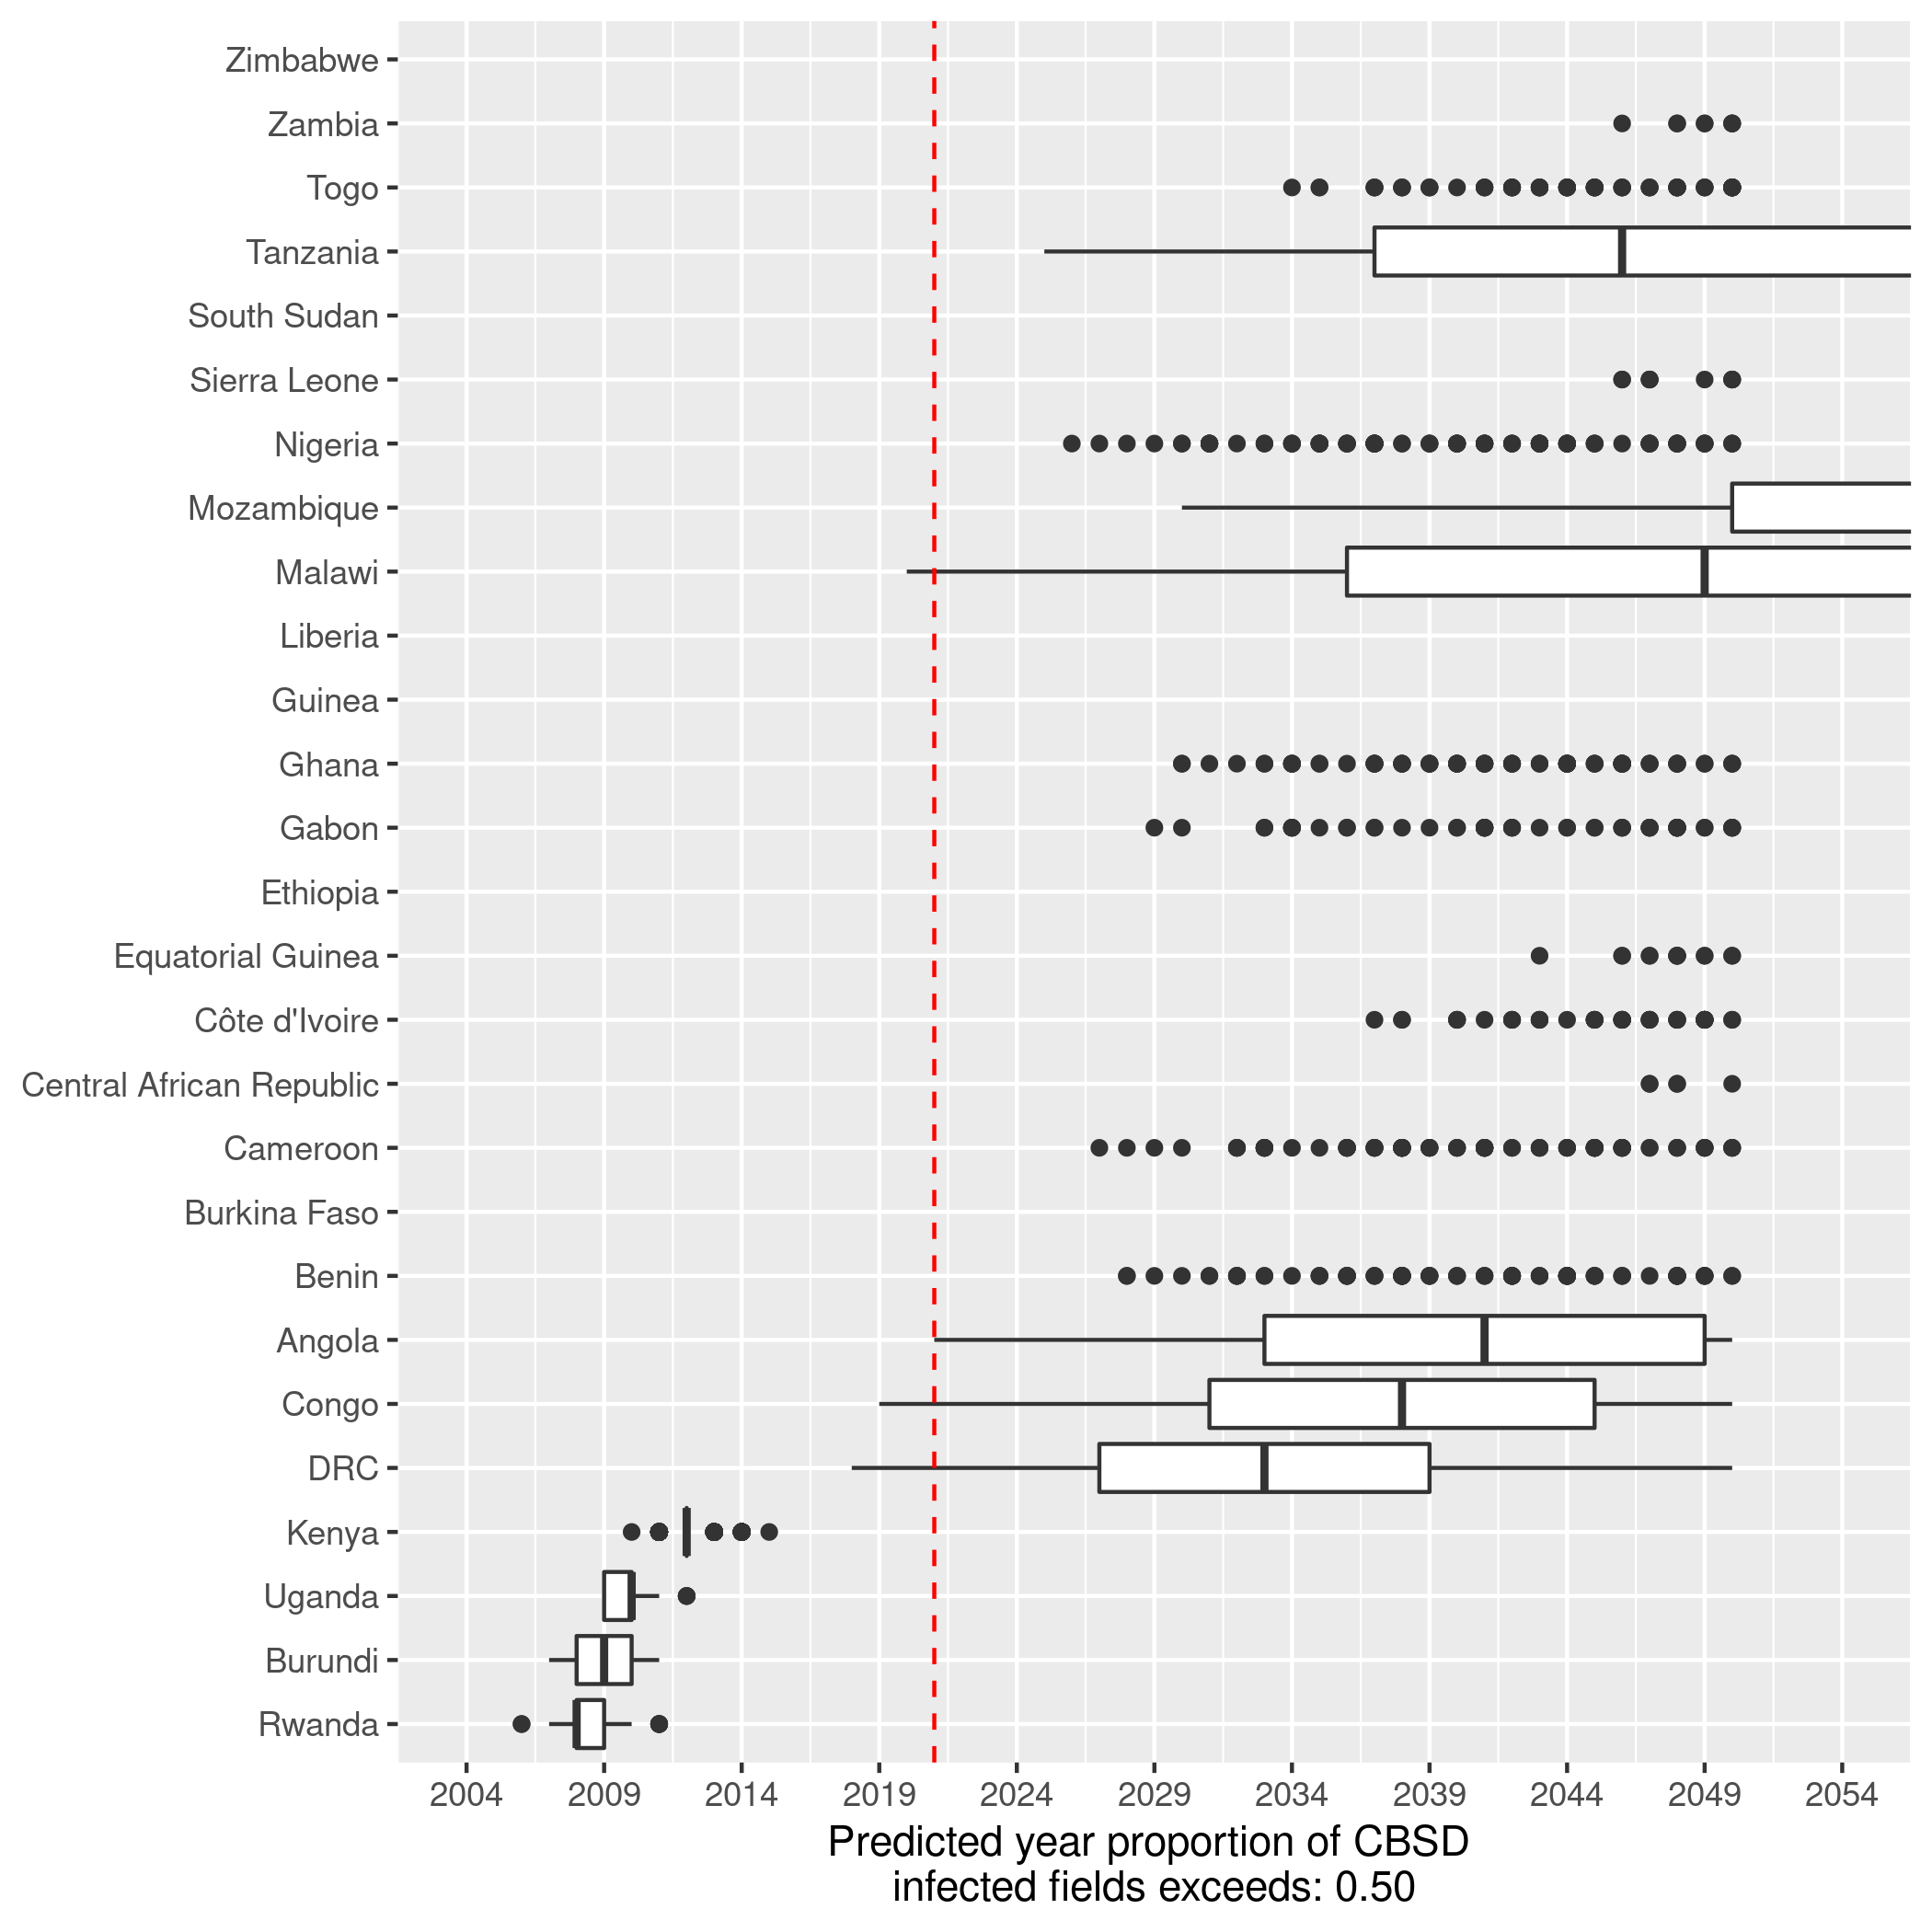 Zimbabwe
Zambia
Togo
Tanzania
South Sudan
Sierra Leone
Nigeria
Mozambique
Malawi
Liberia
Guinea
Ghana
Gabon
Ethiopia
Equatorial Guinea
Côte d'Ivoire
Central African Republic
Cameroon
Burkina Faso
Benin
Angola
Congo
DRC
Kenya
Uganda
Burundi
Rwanda
2004 2009 2014 2019 2024 2029 2034 2039 2044 2049 2054
Predicted year proportion of CBSD
infected fields exceeds: 0.50